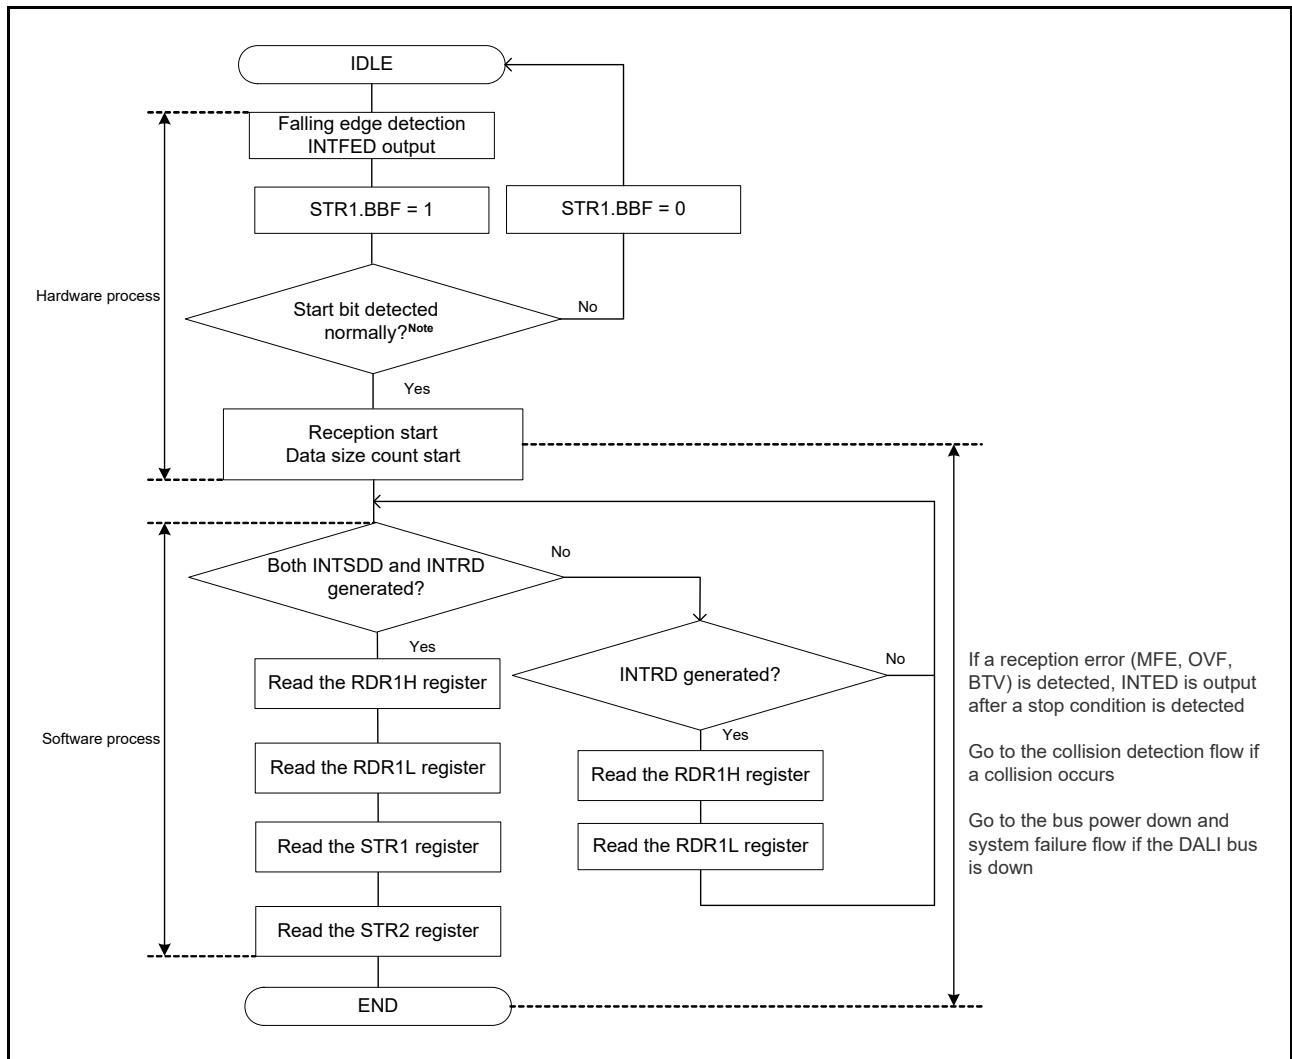 IDLE
Falling edge detection
INTFED output
STR1.BBF = 1
STR1.BBF = 0
Hardware process
Start bit detected
normally?Note
No
Yes
Reception start
Data size count start
Both INTSDD and INTRD
generated?
No
Yes
INTRD generated?
No
Yes
Software process
Read the RDR1H register
Read the RDR1L register
Read the STR1 register
Read the STR2 register
Read the RDR1H register
Read the RDR1L register
END
If a reception error (MFE, OVF,
BTV) is detected, INTED is output
after a stop condition is detected
Go to the collision detection flow if
a collision occurs
Go to the bus power down and
system failure flow if the DALI bus
is down